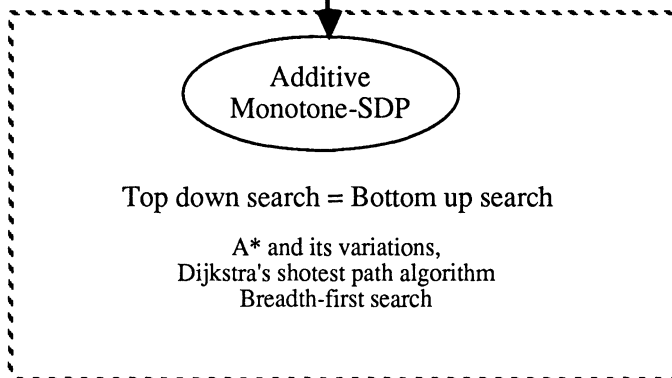 Additive
Monotone-SDP
Top down search = Bottom up search
A* and its variations,
Dijkstra's shotest path algorithm
Breadth-first search